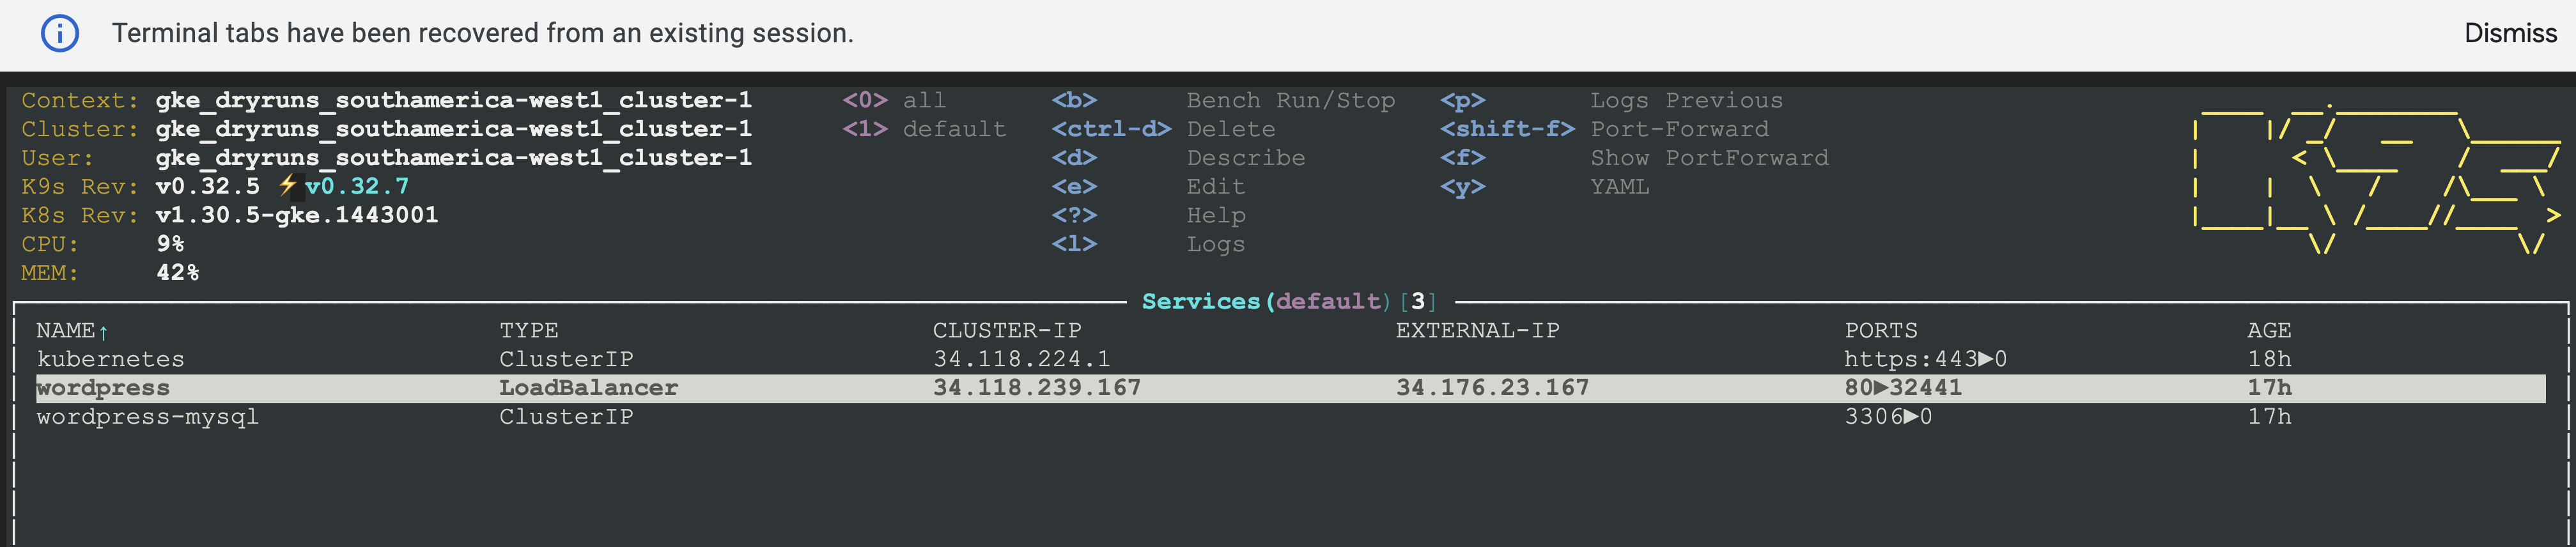 Terminal tabs have been recovered from an existing session. Dismiss
Context: gke_dryruns_southamerica-west1_cluster-1 <0> all <b> Bench Run/Stop <p> Logs Previous
Cluster: gke_dryruns_southamerica-west1_cluster-1 <1> default <ctrl-d> Delete <shift-f> Port-Forward
User: gke_dryruns_southamerica-west1_cluster-1 <d> Describe <f> Show PortForward
K9s Rev: v0.32.5 ⚡v0.32.7 <e> Edit <y> YAML
K8s Rev: v1.30.5-gke.1443001 <?> Help
CPU: 9% <l> Logs
MEM: 42%
Services(default)[3]
NAME↑ TYPE CLUSTER-IP EXTERNAL-IP PORTS AGE
kubernetes ClusterIP 34.118.224.1 https:443►0 18h
wordpress LoadBalancer 34.118.239.167 34.176.23.167 80►32441 17h
wordpress-mysql ClusterIP 3306►0 17h